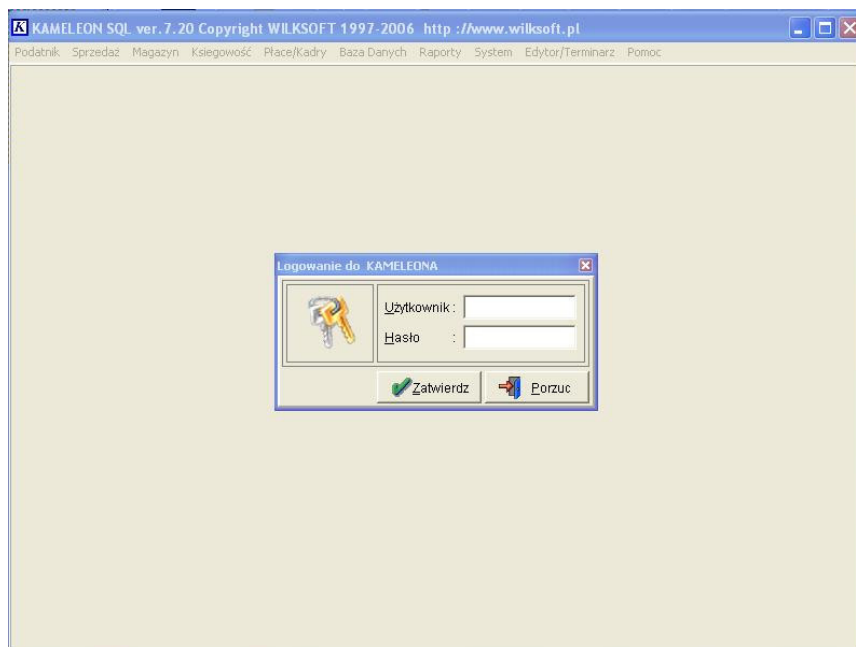 K KAMELEON SQL ver.7.20 Copyright WILKSOFT 1997-2006 http ://www.wilksoft.pl
Podatnik Sprzedaż Magazyn Ksiegowość Płace/Kadry Baza Danych Raporty System Edytor/Terminarz Pomoc
Logowanie do KAMELEONA
Użytkownik :
Hasło :
Zatwierdz Porzuc